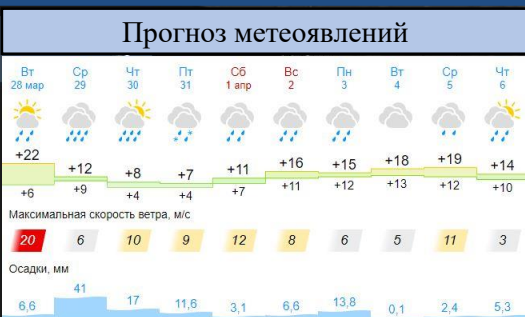 Прогноз метеоявлений
Вт Ср Чт Пт Сб Вс Пн Вт Ср Чт
28 мар 29 30 31 1 апр 2 3 4 5 6
+22 +12 +8 +7 +11 +16 +15 +18 +19 +14
+6 +9 +4 +4 +7 +11 +12 +13 +12 +10
Максимальная скорость ветра, м/с
20 6 10 9 12 8 6 5 11 3
Осадки, мм
6,6 41 17 11,6 3,1 6,6 13,8 0,1 2,4 5,3